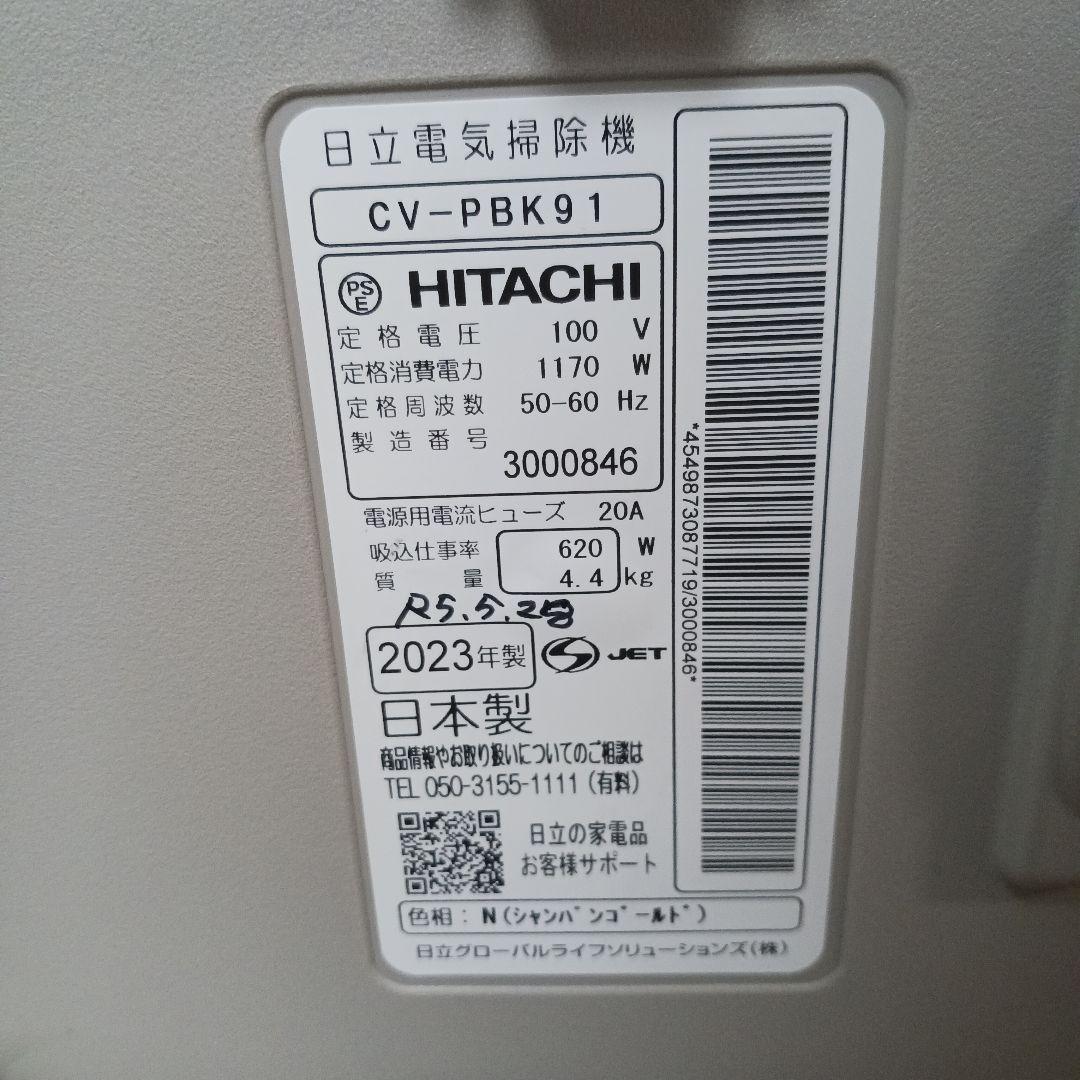 日立電気掃除機
CV-PBK91
PS
E
HITACHI
定格電圧 100 V
定格消費電力 1170 W
定格周波数 50-60 Hz
製造番号
3000846
電源用電流ヒューズ 20A
吸込仕事率 620 W
質量 4.4 kg
R5.5.28
2023年製
JET
日本製
商品情報やお取り扱いについてのご相談は
TEL 050-3155-1111(有料)
日立の家電品
お客様サポート
色相：N(シャンパンゴールド)
日立グローバルライフソリューションズ(株)
*4549873087719/3000846*